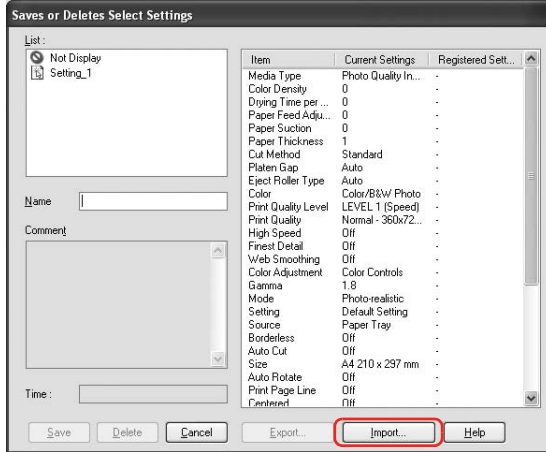 Saves or Deletes Select Settings
List :
Not Display
Setting_1
Name
Comment
Time :
Item Current Settings Registered Sett...
Media Type Photo Quality In... -
Color Density 0 -
Drying Time per ... 0 -
Paper Feed Adju... 0 -
Paper Suction 0 -
Paper Thickness 1 -
Cut Method Standard -
Platen Gap Auto -
Eject Roller Type Auto -
Color Color/B&W Photo -
Print Quality Level LEVEL 1 (Speed) -
Print Quality Normal - 360x72... -
High Speed Off -
Finest Detail Off -
Web Smoothing Off -
Color Adjustment Color Controls -
Gamma 1.8 -
Mode Photo-realistic -
Setting Default Setting -
Source Paper Tray -
Borderless Off -
Auto Cut Off -
Size A4 210 x 297 mm -
Auto Rotate Off -
Print Page Line Off -
Centered Off -
Save Delete Cancel Export... Import... Help